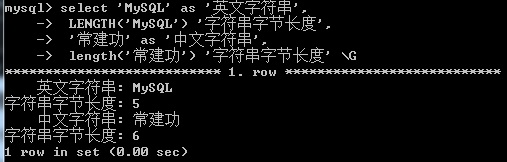 mysql> select 'MySQL' as '英文字符串',
    -> LENGTH('MySQL') '字符串字节长度',
    -> '常建功' as '中文字符串',
    -> length('常建功') '字符串字节长度' \G
*************************** 1. row ***************************
    英文字符串: MySQL
字符串字节长度: 5
    中文字符串: 常建功
字符串字节长度: 6
1 row in set (0.00 sec)